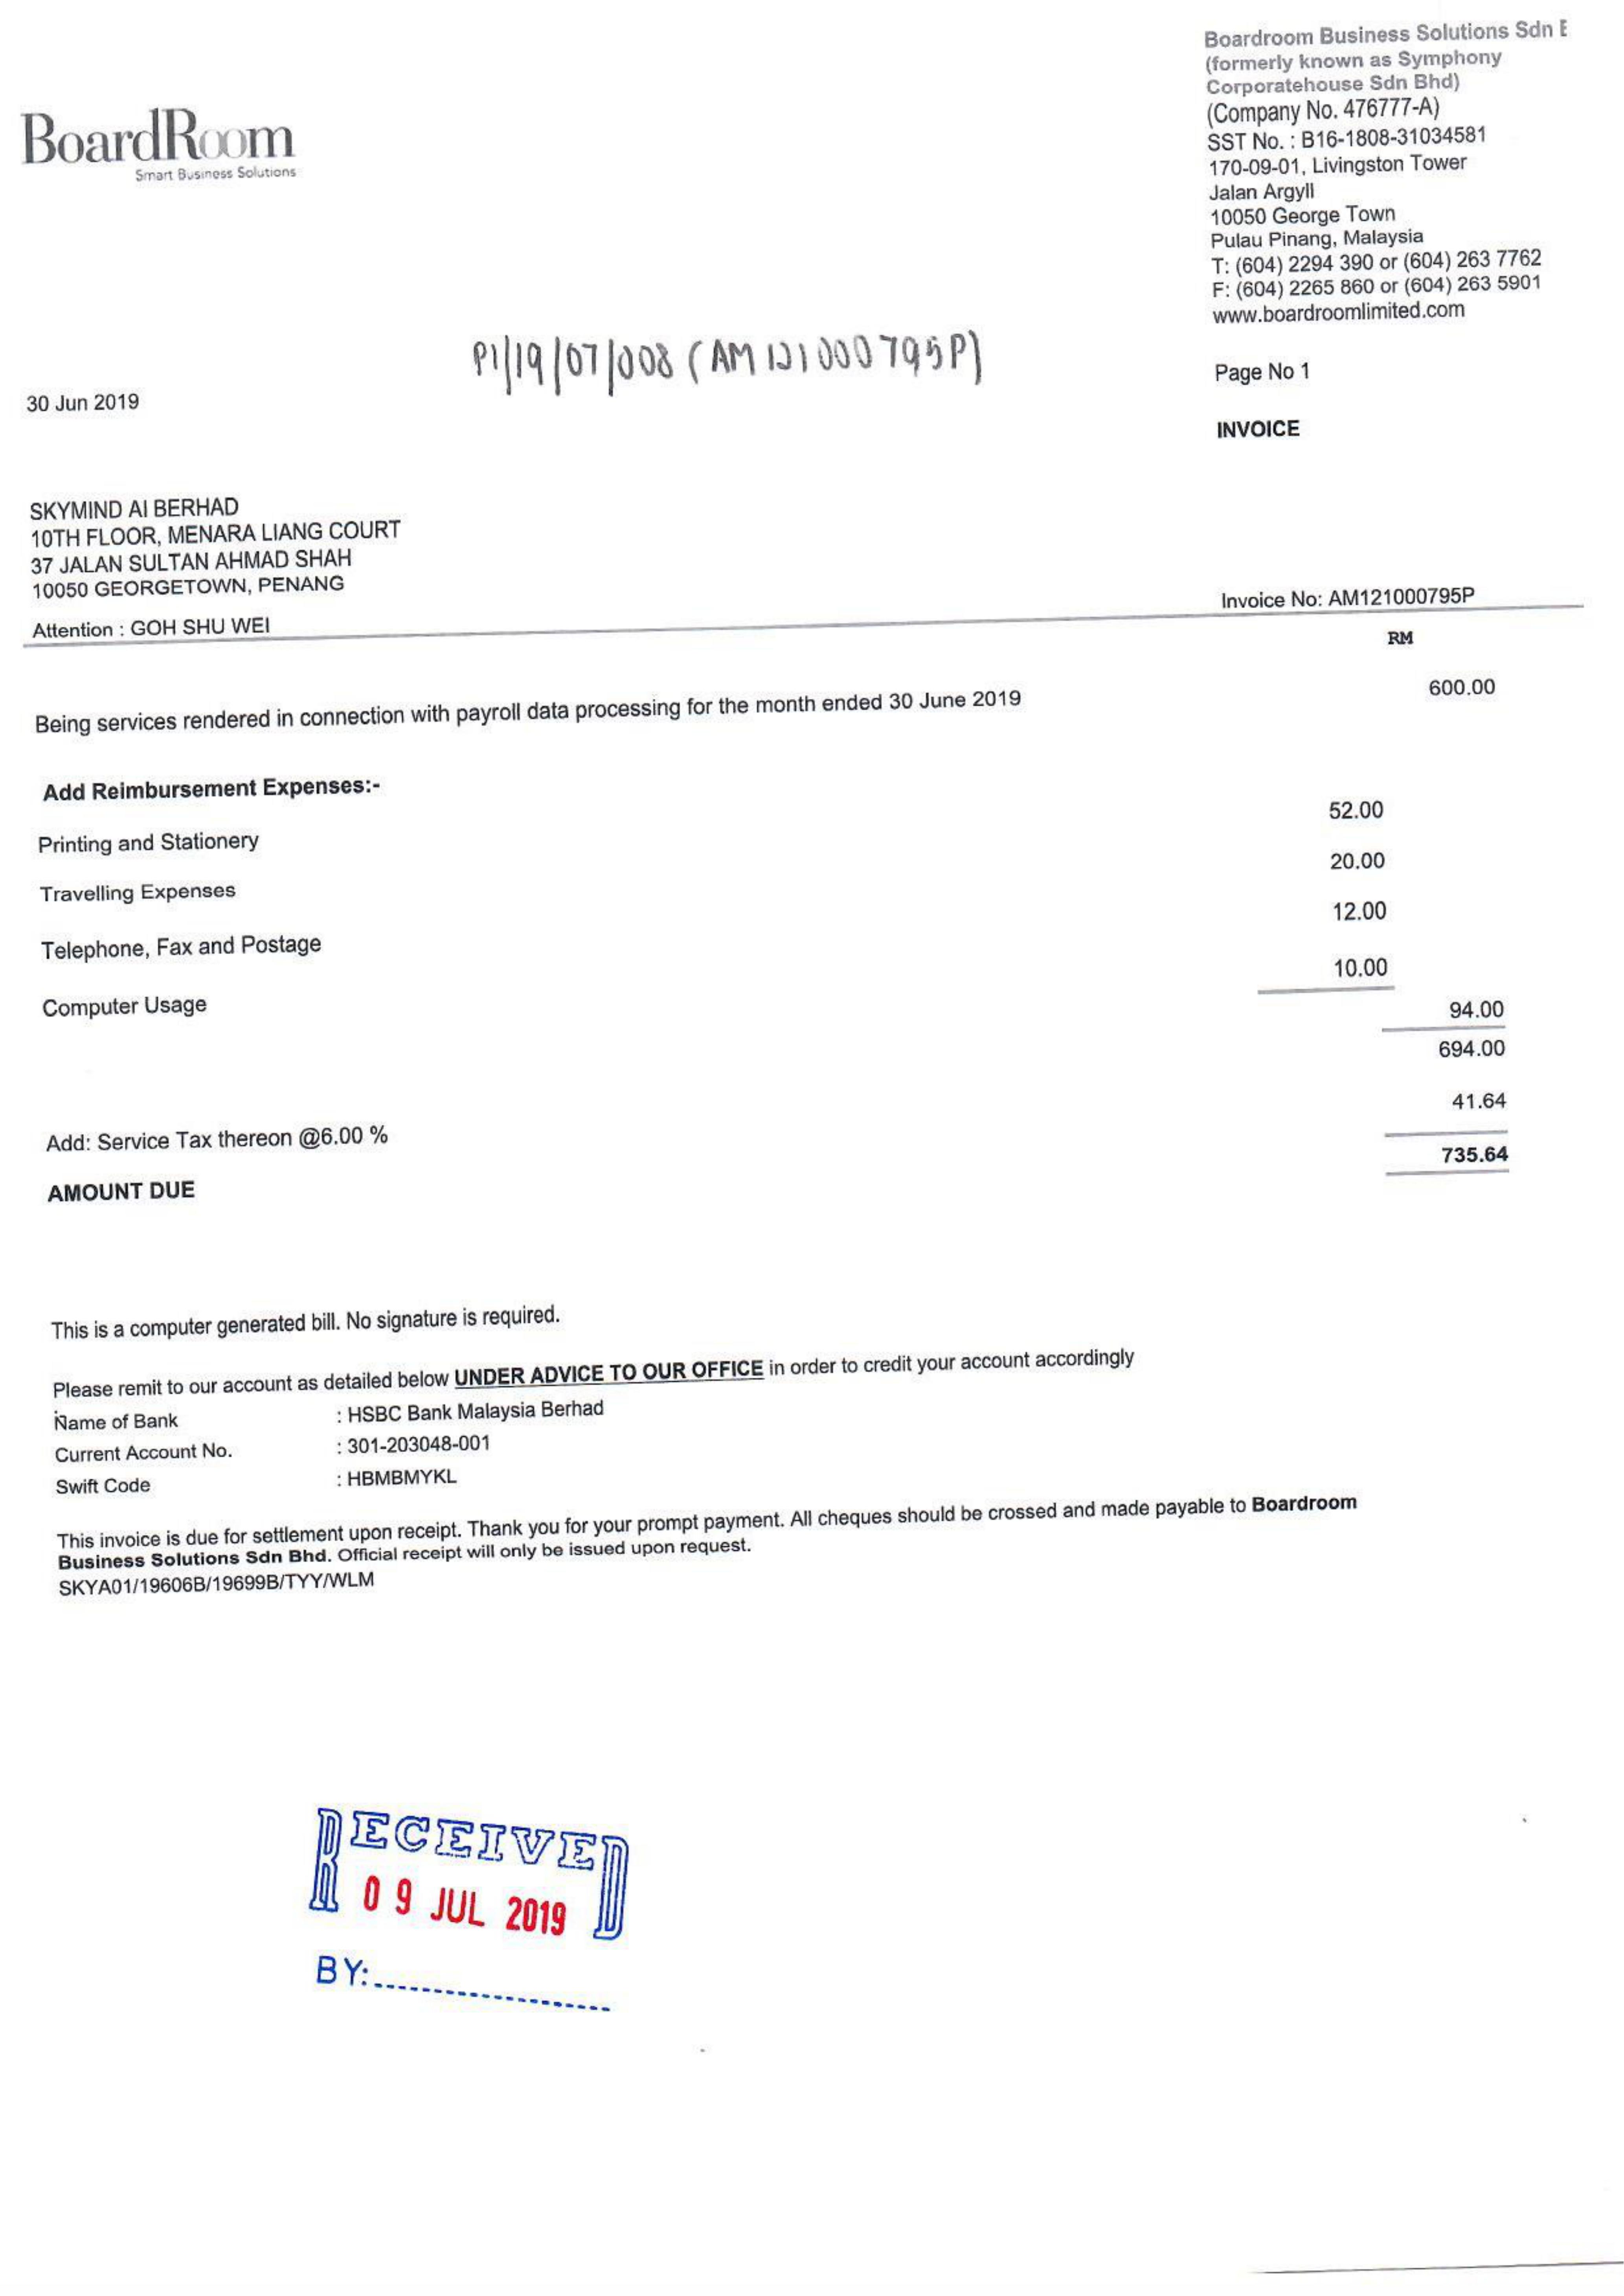 Boardroom Business Solutions Sdn B
(formerly known as Symphony
Corporatehouse Sdn Bhd)
(Company No. 476777-A)
SST No. : B16-1808-31034581
170-09-01, Livingston Tower
Jalan Argyll
10050 George Town
Pulau Pinang, Malaysia
T: (604) 2294 390 or (604) 263 7762
F: (604) 2265 860 or (604) 263 5901
www.boardroomlimited.com
BoardRoom
Smart Business Solutions
PI/19/07/008 (AM121000795P)
Page No 1
30 Jun 2019
INVOICE
SKYMIND AI BERHAD
10TH FLOOR, MENARA LIANG COURT
37 JALAN SULTAN AHMAD SHAH
10050 GEORGETOWN, PENANG
Invoice No: AM121000795P
Attention : GOH SHU WEI
RM
Being services rendered in connection with payroll data processing for the month ended 30 June 2019 600.00
Add Reimbursement Expenses:-
Printing and Stationery 52.00
Travelling Expenses 20.00
Telephone, Fax and Postage 12.00
Computer Usage 10.00
94.00
694.00
Add: Service Tax thereon @6.00 % 41.64
AMOUNT DUE 735.64
This is a computer generated bill. No signature is required.
Please remit to our account as detailed below UNDER ADVICE TO OUR OFFICE in order to credit your account accordingly
Name of Bank : HSBC Bank Malaysia Berhad
Current Account No. : 301-203048-001
Swift Code : HBMBMYKL
This invoice is due for settlement upon receipt. Thank you for your prompt payment. All cheques should be crossed and made payable to Boardroom
Business Solutions Sdn Bhd. Official receipt will only be issued upon request.
SKYA01/19606B/19699B/TYY/WLM
RECEIVED
09 JUL 2019
BY: